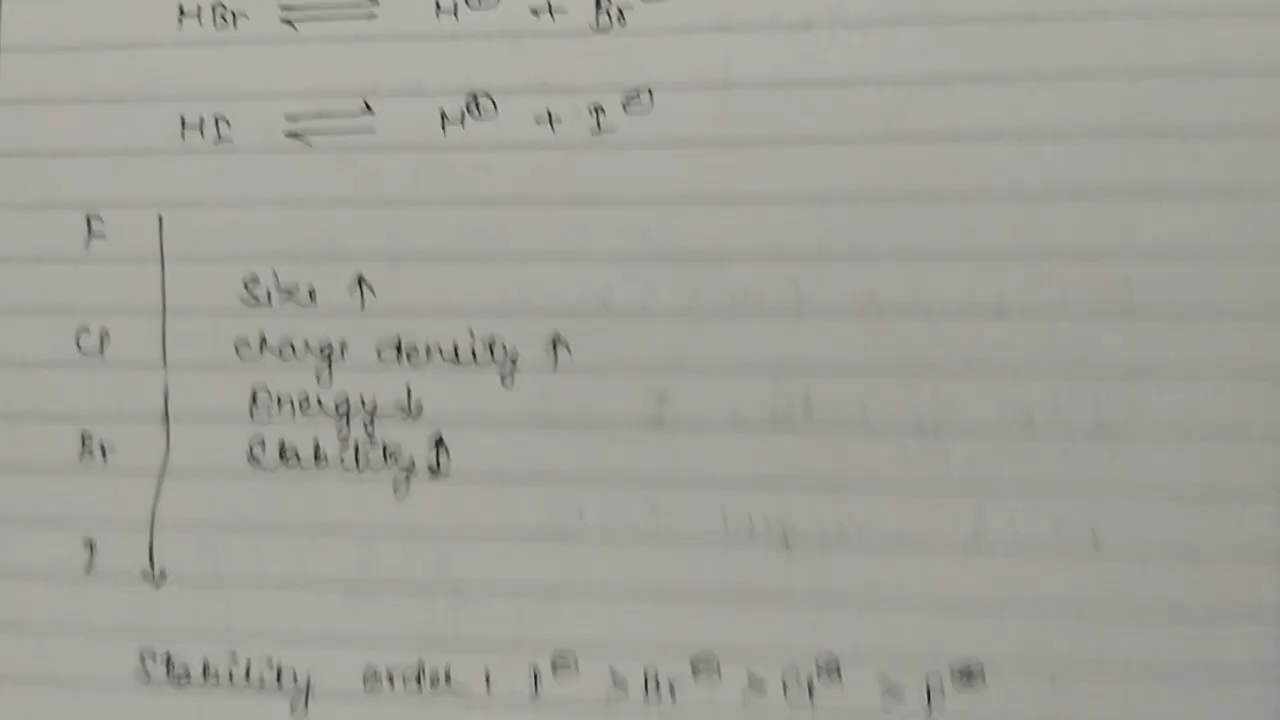 HBr ⇌ H⊕ + Br⊖
HI ⇌ H⊕ + I⊖
F
Size ↑
Cl
charge density ↑
Energy ↓
Br
Stability ↑
I
Stability order : I⊖ > Br⊖ > Cl⊖ > F⊖